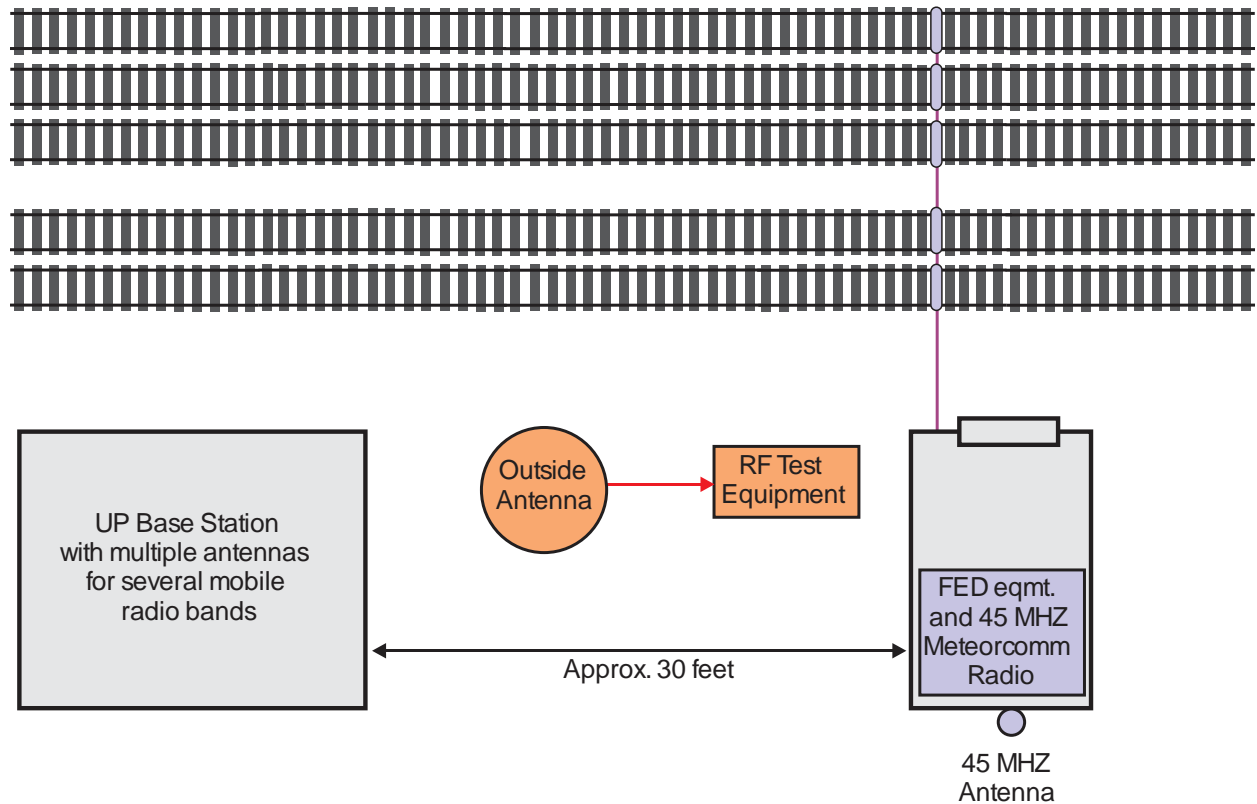 UP Base Station
with multiple antennas
for several mobile
radio bands
Outside
Antenna
RF Test
Equipment
FED eqmt.
and 45 MHZ
Meteorcomm
Radio
Approx. 30 feet
45 MHZ
Antenna